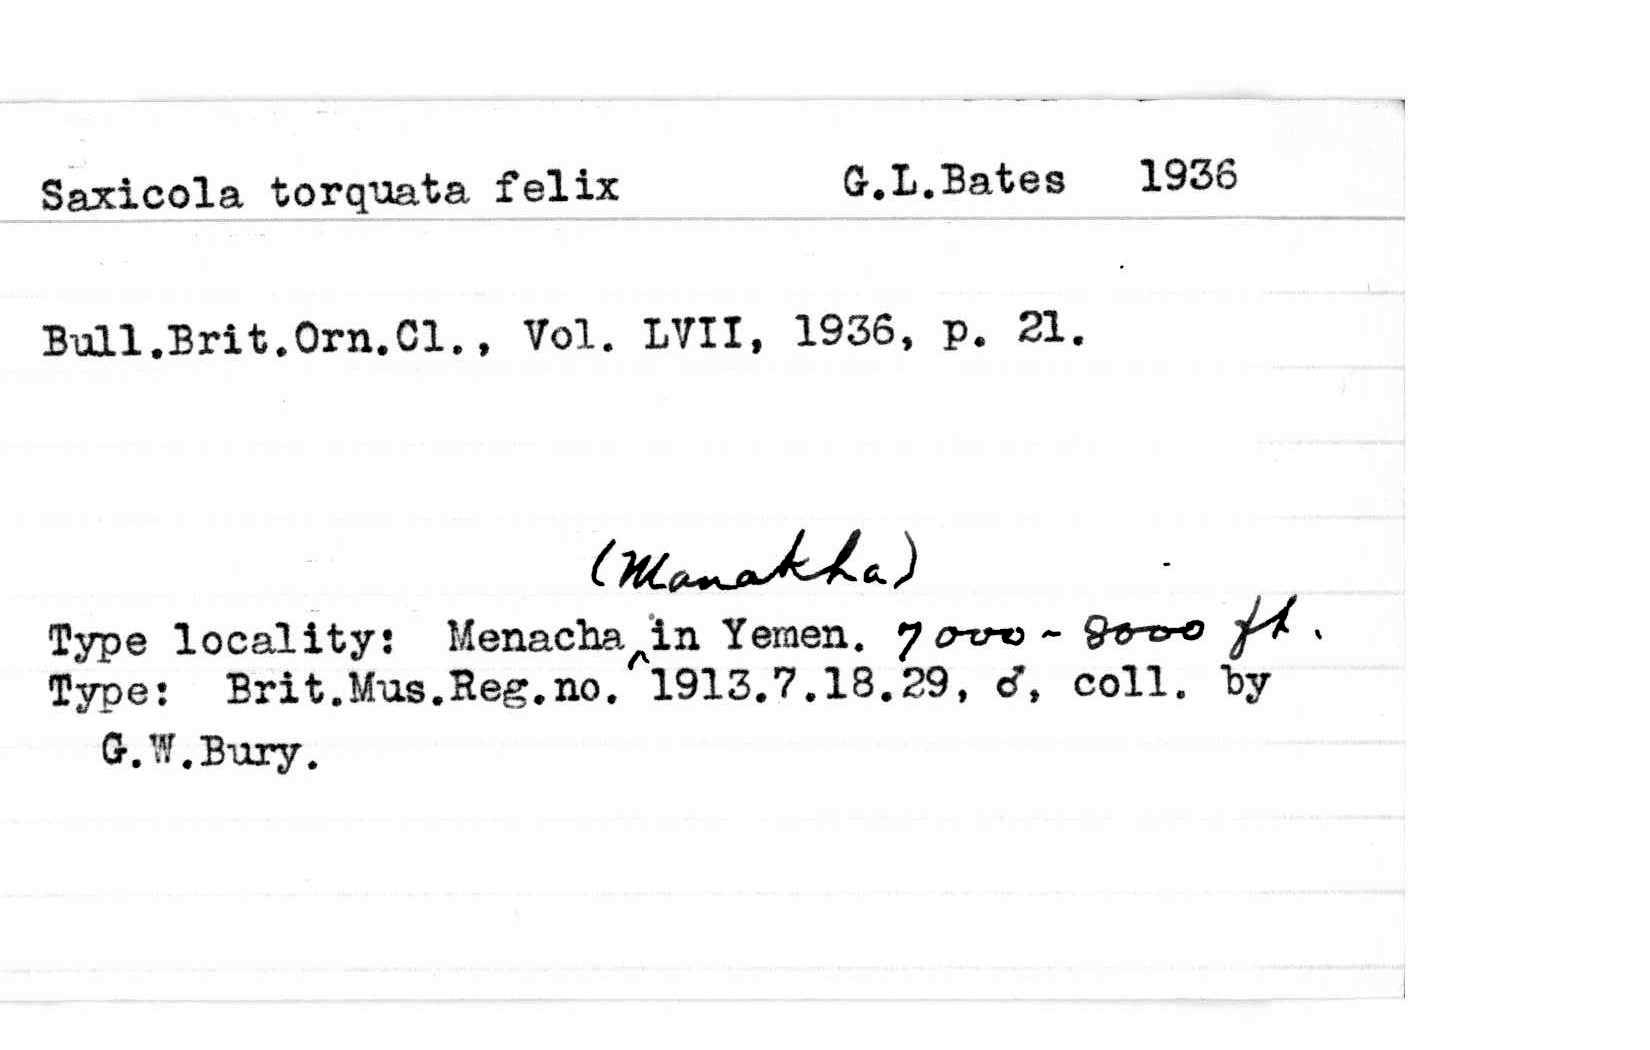 Saxicola torquata felix G.L.Bates 1936
Bull.Brit.Orn.Cl., Vol. LVII, 1936, p. 21.
(Manakha)
Type locality: Menacha ‸ in Yemen. 7000 - 8000 ft.
Type: Brit.Mus.Reg.no. 1913.7.18.29, ♂, coll. by
G.W.Bury.